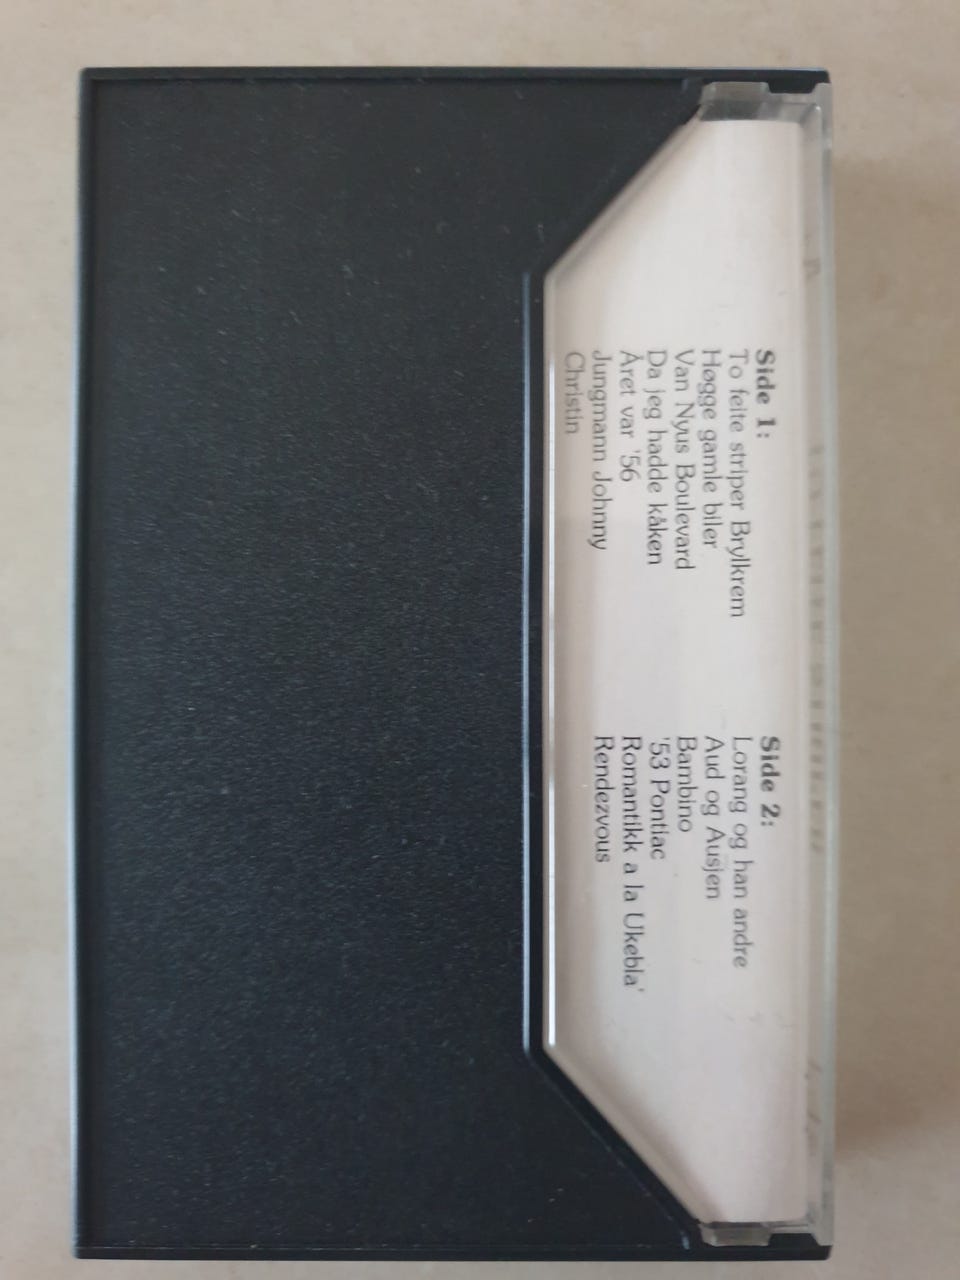 Side 1:
To feite striper Brylkrem
Høgge gamle biler
Van Nyus Boulevard
Da jeg hadde kåken
Året var '56
Jungmann Johnny
Christin
Side 2:
Lorang og han andre
Aud og Ausjen
Bambino
'53 Pontiac
Romantikk a la Ukebla'
Rendezvous